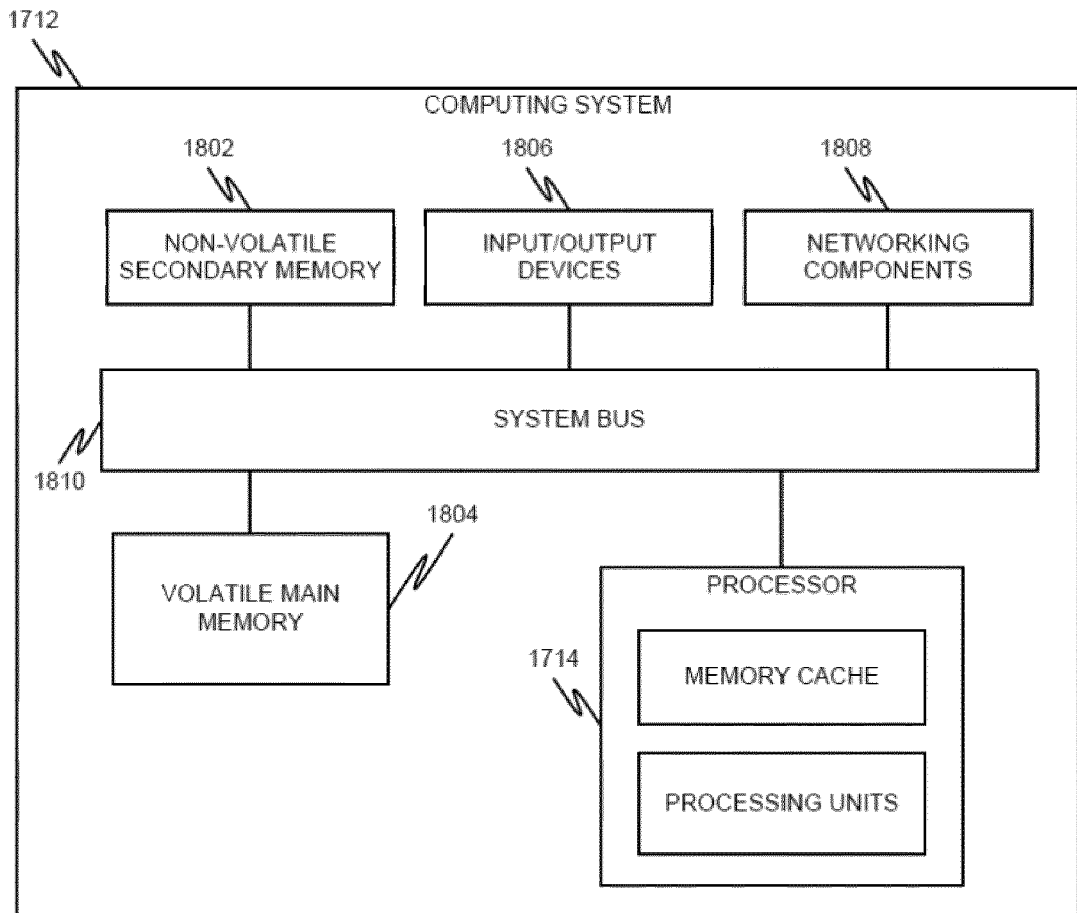 1712
COMPUTING SYSTEM
1802
1806
1808
NON-VOLATILE
SECONDARY MEMORY
INPUT/OUTPUT
DEVICES
NETWORKING
COMPONENTS
SYSTEM BUS
1810
1804
VOLATILE MAIN
MEMORY
PROCESSOR
1714
MEMORY CACHE
PROCESSING UNITS